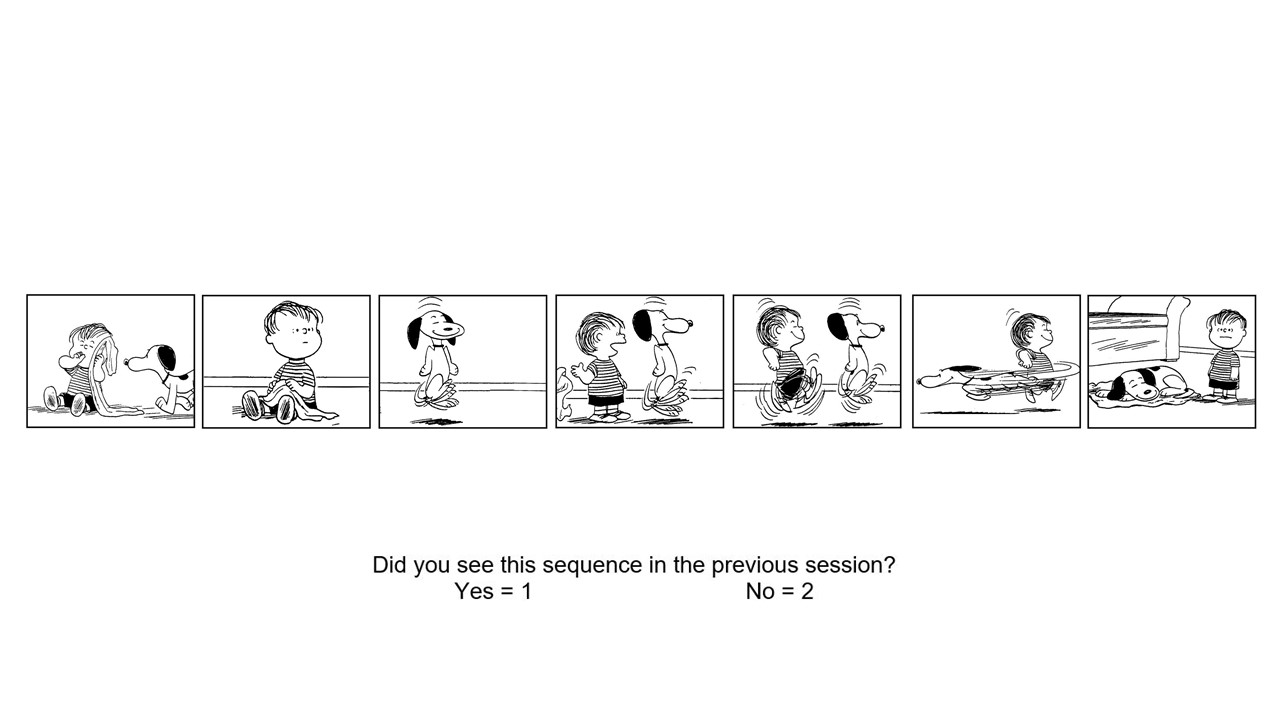 Did you see this sequence in the previous session?
Yes = 1 No = 2